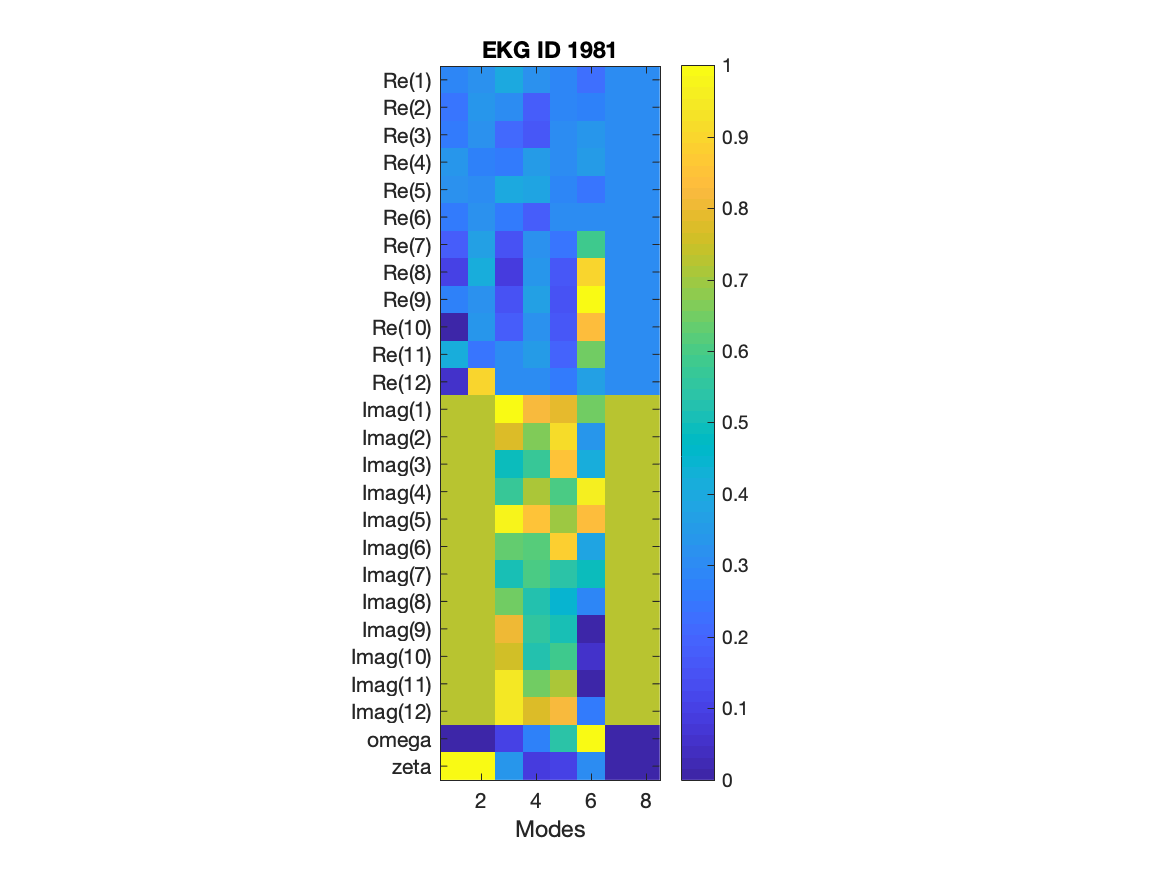 EKG ID 1981
Re(1)
Re(2)
Re(3)
Re(4)
Re(5)
Re(6)
Re(7)
Re(8)
Re(9)
Re(10)
Re(11)
Re(12)
Imag(1)
Imag(2)
Imag(3)
Imag(4)
Imag(5)
Imag(6)
Imag(7)
Imag(8)
Imag(9)
Imag(10)
Imag(11)
Imag(12)
omega
zeta
2 4 6 8
Modes
1
0.9
0.8
0.7
0.6
0.5
0.4
0.3
0.2
0.1
0